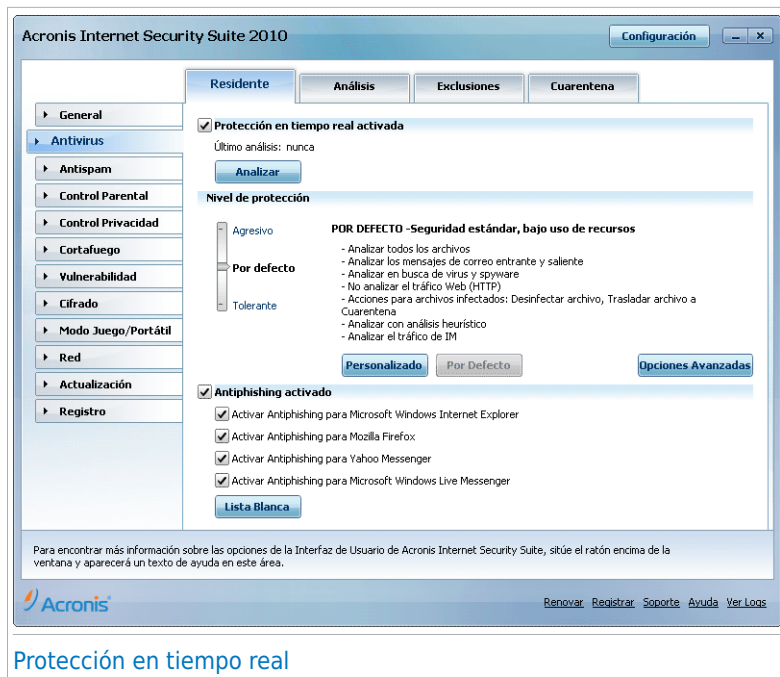 Acronis Internet Security Suite 2010
Configuración
Residente
Análisis
Exclusiones
Cuarentena
General
Antivirus
Antispam
Control Parental
Control Privacidad
Cortafuego
Vulnerabilidad
Cifrado
Modo Juego/Portátil
Red
Actualización
Registro
Protección en tiempo real activada
Último análisis: nunca
Analizar
Nivel de protección
Agresivo
Por defecto
Tolerante
POR DEFECTO -Seguridad estándar, bajo uso de recursos
- Analizar todos los archivos
- Analizar los mensajes de correo entrante y saliente
- Analizar en busca de virus y spyware
- No analizar el tráfico Web (HTTP)
- Acciones para archivos infectados: Desinfectar archivo, Trasladar archivo a
Cuarentena
- Analizar con análisis heurístico
- Analizar el tráfico de IM
Personalizado
Por Defecto
Opciones Avanzadas
Antiphishing activado
Activar Antiphishing para Microsoft Windows Internet Explorer
Activar Antiphishing para Mozilla Firefox
Activar Antiphishing para Yahoo Messenger
Activar Antiphishing para Microsoft Windows Live Messenger
Lista Blanca
Para encontrar más información sobre las opciones de la Interfaz de Usuario de Acronis Internet Security Suite, sitúe el ratón encima de la
ventana y aparecerá un texto de ayuda en este área.
Acronis
Renovar Registrar Soporte Ayuda Ver Logs
Protección en tiempo real